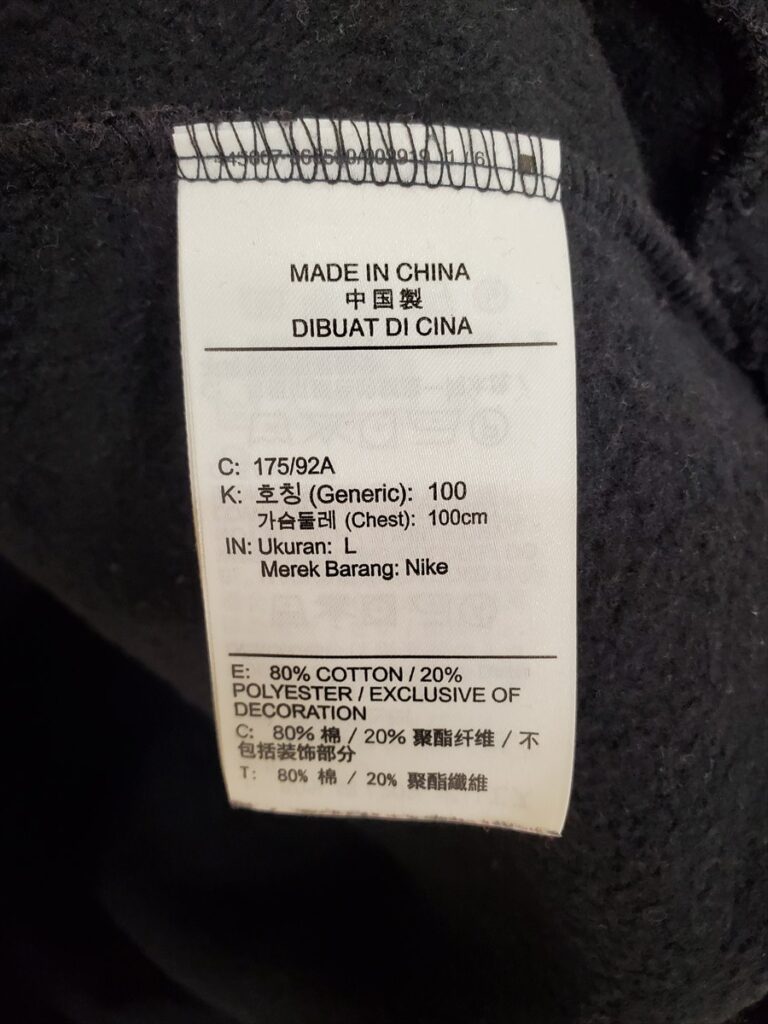 1 / 6
MADE IN CHINA
中国製
DIBUAT DI CINA
C: 175/92A
K: 호칭 (Generic): 100
가슴둘레 (Chest): 100cm
IN: Ukuran: L
Merek Barang: Nike
E: 80% COTTON / 20%
POLYESTER / EXCLUSIVE OF
DECORATION
C: 80% 棉 / 20% 聚酯纤维 / 不
包括装饰部分
T: 80% 棉 / 20% 聚酯纖維